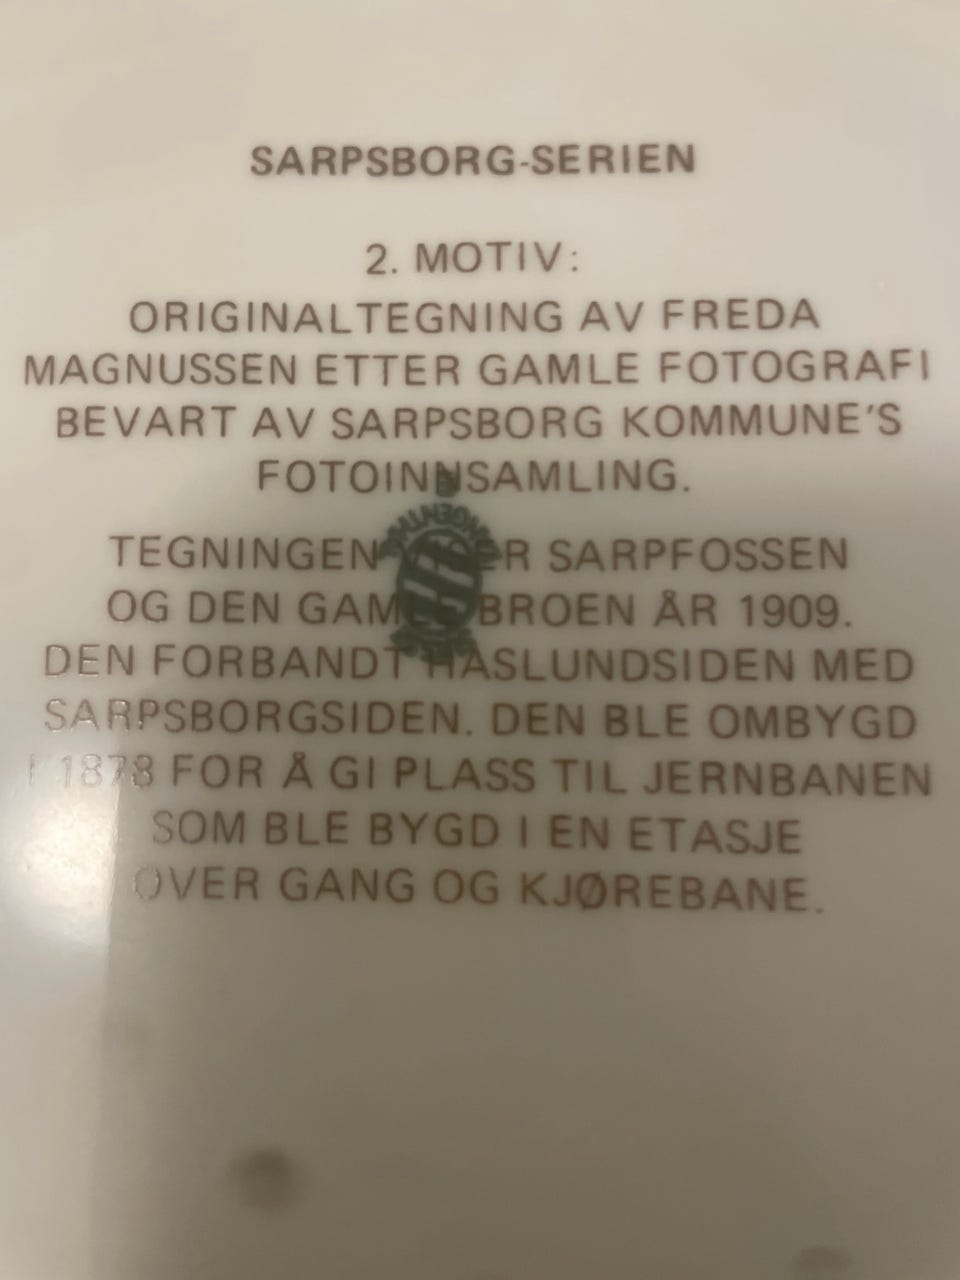 SARPSBORG-SERIEN
2. MOTIV:
ORIGINALTEGNING AV FREDA
MAGNUSSEN ETTER GAMLE FOTOGRAFI
BEVART AV SARPSBORG KOMMUNE'S
FOTOINNSAMLING.
TEGNINGEN SARPFOSSEN
OG DEN GAMLE BROEN ÅR 1909.
DEN FORBANDT HASLUNDSIDEN MED
SARPSBORGSIDEN. DEN BLE OMBYGD
I 1878 FOR Å GI PLASS TIL JERNBANEN
SOM BLE BYGD I EN ETASJE
OVER GANG OG KJØREBANE.